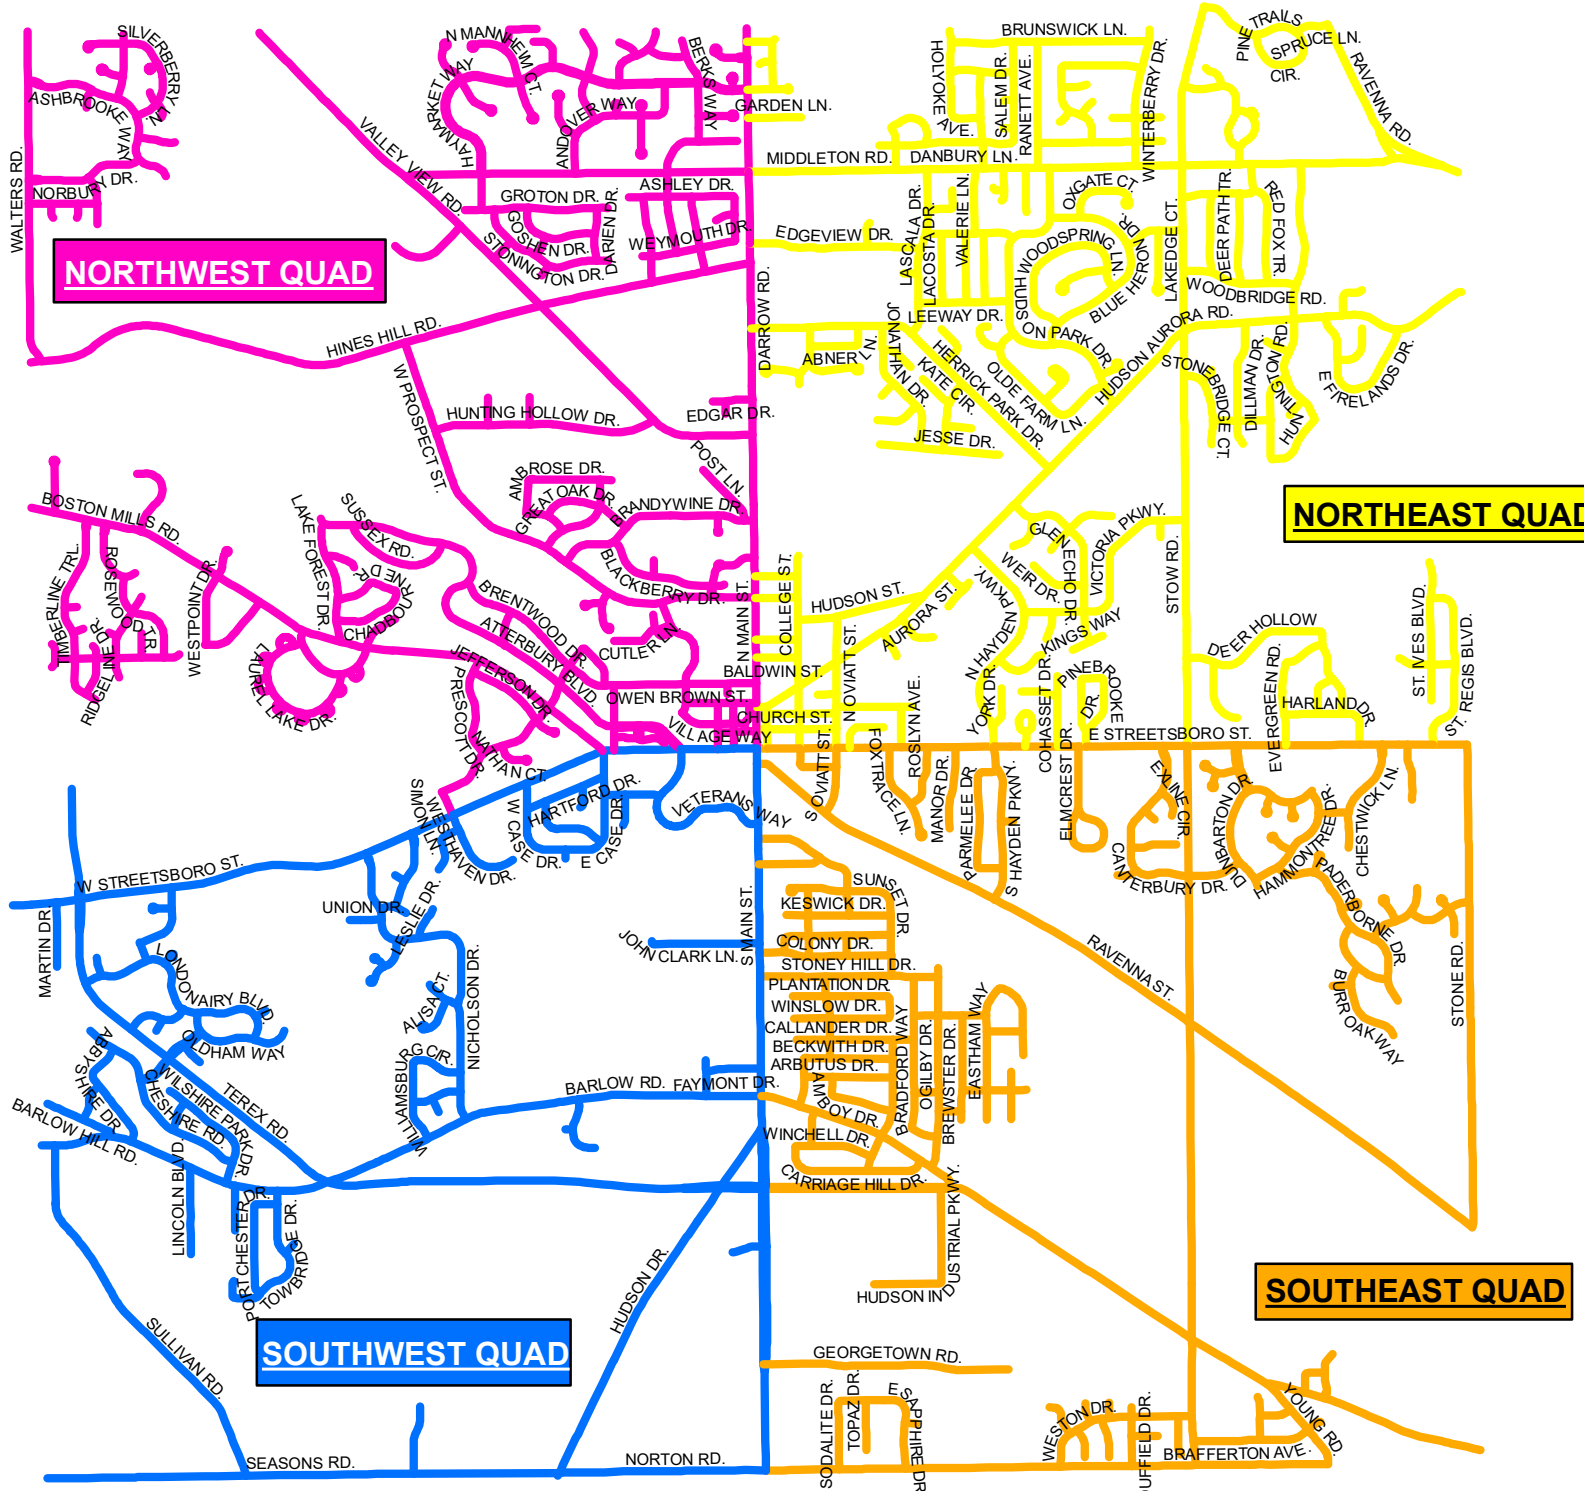 SILVERBERRY LN.
ASHBROOKE WAY
NORBURY DR.
WALTERS RD.
NORTHWEST QUAD
N MANNHEIM CT.
HAYMARKET WAY
BERKS WAY
ANDOVER WAY
VALLEY VIEW RD.
GROTON DR.
ASHLEY DR.
GOSHEN DR.
DARIEN DR.
WEYMOUTH DR.
STONINGTON DR.
HINES HILL RD.
W PROSPECT ST.
HUNTING HOLLOW DR.
EDGAR DR.
POST LN.
AMBROSE DR.
GREAT OAK DR.
BRANDYWINE DR.
BLACKBERRY DR.
CUTLER LN.
BOSTON MILLS RD.
TIMBERLINE TRL.
ROSEWOOD TR.
RIDGELINE DR.
WESTPOINT DR.
LAKE FOREST DR.
SUSSEX RD.
CHADBOURNE DR.
LAUREL LAKE DR.
BRENTWOOD DR.
ATTERBURY BLVD.
JEFFERSON DR.
PRESCOTT DR.
NATHAN CT.
OWEN BROWN ST.
VILLAGE WAY
BALDWIN ST.
CHURCH ST.
N MAIN ST.
DARROW RD.
GARDEN LN.
MIDDLETON RD.
DANBURY LN.
HOLYOKE AVE.
BRUNSWICK LN.
SALEM DR.
RANETT AVE.
WINTERBERRY DR.
PINE TRAILS
SPRUCE LN.
CIR.
RAVENNA RD.
EDGEVIEW DR.
LASCALA DR.
LACOSTA DR.
VALERIE LN.
OXGATE CT.
WOODSPRING LN.
BLUE HERON DR.
HUDSON PARK DR.
LAKEDGE CT.
DEER PATH TR.
RED FOX TR.
WOODBRIDGE RD.
LEEWAY DR.
ABNER LN.
JONATHAN DR.
HERRICK PARK DR.
KATE CIR.
JESSE DR.
OLDE FARM LN.
HUDSON AURORA RD.
STONEBRIDGE CT.
DILLMAN DR.
HUNTINGTON RD.
E FIRELANDS DR.
NORTHEAST QUAD
GLEN ECHO DR.
WEIR DR.
VICTORIA PKWY.
N HAYDEN PKWY.
KINGS WAY
STOW RD.
COLLEGE ST.
HUDSON ST.
AURORA ST.
N OVIATT ST.
ROSLYN AVE.
YORK DR.
COHASSET DR.
PINEBROOKE DR.
DEER HOLLOW
EVERGREEN RD.
HARLAND DR
ST. IVES BLVD.
ST. REGIS BLVD.
E STREETSBORO ST.
S OVIATT ST.
FOXTRACE LN.
MANOR DR.
PARMELEE DR.
S HAYDEN PKWY.
ELMCREST DR.
EXLINE CIR.
CANTERBURY DR.
DUNBARTON DR
HAMMONTREE DR.
CHESTWICK LN.
PADERBORNE DR.
BURR OAK WAY
STONE RD.
RAVENNA ST.
SUNSET DR.
KESWICK DR.
COLONY DR.
STONEY HILL DR.
PLANTATION DR.
WINSLOW DR.
CALLANDER DR.
BECKWITH DR.
ARBUTUS DR.
AMBOY DR.
BRADFORD WAY
OGILBY DR.
BREWSTER DR.
EASTHAM WAY
WINCHELL DR.
CARRIAGE HILL DR.
HUDSON INDUSTRIAL PKWY.
SOUTHEAST QUAD
GEORGETOWN RD.
SODALITE DR.
TOPAZ DR.
E SAPPHIRE DR
WESTON DR.
DUFFIELD DR.
BRAFFERTON AVE.
YOUNG RD.
W STREETSBORO ST.
MARTIN DR.
SIMON LN.
WESTHAVEN DR.
W CASE DR.
HARTFORD DR.
E CASE DR.
VETERANS WAY
UNION DR.
LESLIE DR.
JOHN CLARK LN.
S MAIN ST.
LONDONAIRY BLVD.
OLDHAM WAY
ALISA CT.
NICHOLSON DR.
WILLIAMSBURG CIR.
BARLOW RD.
FAYMONT DR.
ABBYSHIRE DR.
CHESHIRE RD.
WILSHIRE PARK DR.
TEREX RD.
BARLOW HILL RD.
LINCOLN BLVD.
PORT CHESTER DR.
TOWBRIDGE DR.
HUDSON DR.
SULLIVAN RD.
SOUTHWEST QUAD
SEASONS RD.
NORTON RD.